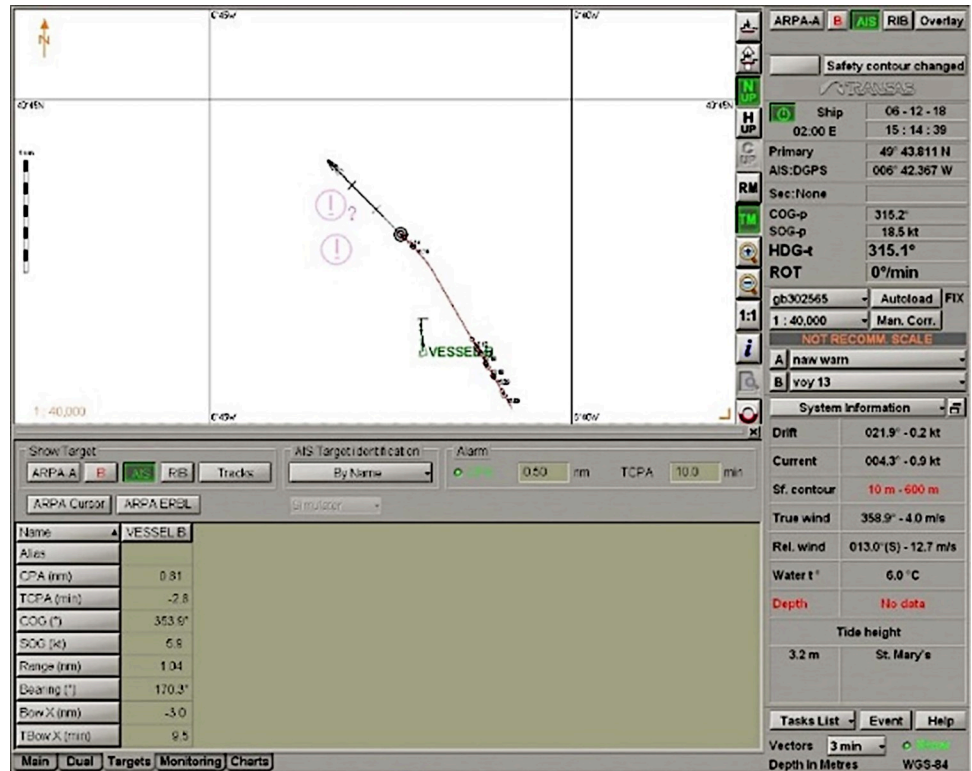 ARPA-A B AIS RIB Overlay
Safety contour changed
TRANSAS
Ship 06 - 12 - 18
02:00 E 15 : 14 : 39
Primary 49° 43.811 N
AIS:DGPS 006° 42.367 W
Sec:None
COG-p 315.2°
SOG-p 18.5 kt
HDG-t 315.1°
ROT 0°/min
gb302565 Autoload FIX
1 : 40,000 Man. Corr.
NOT RECOMM. SCALE
A naw warn
B voy 13
System Information
Drift 021.9° - 0.2 kt
Current 004.3° - 0.9 kt
Sf. contour 10 m - 600 m
True wind 358.9° - 4.0 m/s
Rel. wind 013.0°(S) - 12.7 m/s
Water t° 6.0 °C
Depth No data
Tide height
3.2 m St. Mary's
Tasks List Event Help
Vectors 3 min
Depth In Metres WGS-84
N
N UP
H UP
C UP
RM
TM
1:1
i
?
VESSEL B
1 : 40,000
Show Target
ARPA-A B AIS RIB Tracks
ARPA Cursor ARPA ERBL
AIS Target identification
By Name
Simulator
Alarm
CPA 0.50 nm TCPA 10.0 min
Name VESSEL B
Alias
CPA (nm) 0.81
TCPA (min) -2.8
COG (°) 353.9°
SOG (kt) 5.9
Range (nm) 1.04
Bearing (°) 170.3°
Bow X (nm) -3.0
TBow X (min) 9.5
Main Dual Targets Monitoring Charts